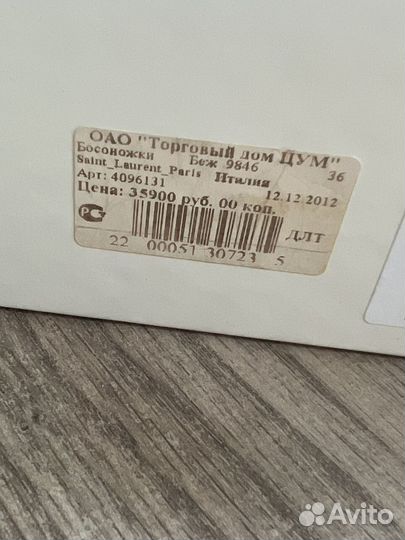 ОАО "Торговый дом ЦУМ"
Босоножки Беж 9846 36
Saint_Laurent_Paris Италия
Арт: 4096131 12.12.2012
Цена: 35900 руб. 00 коп.
РСТ ДЛТ
22 00051 30723 5
Avito